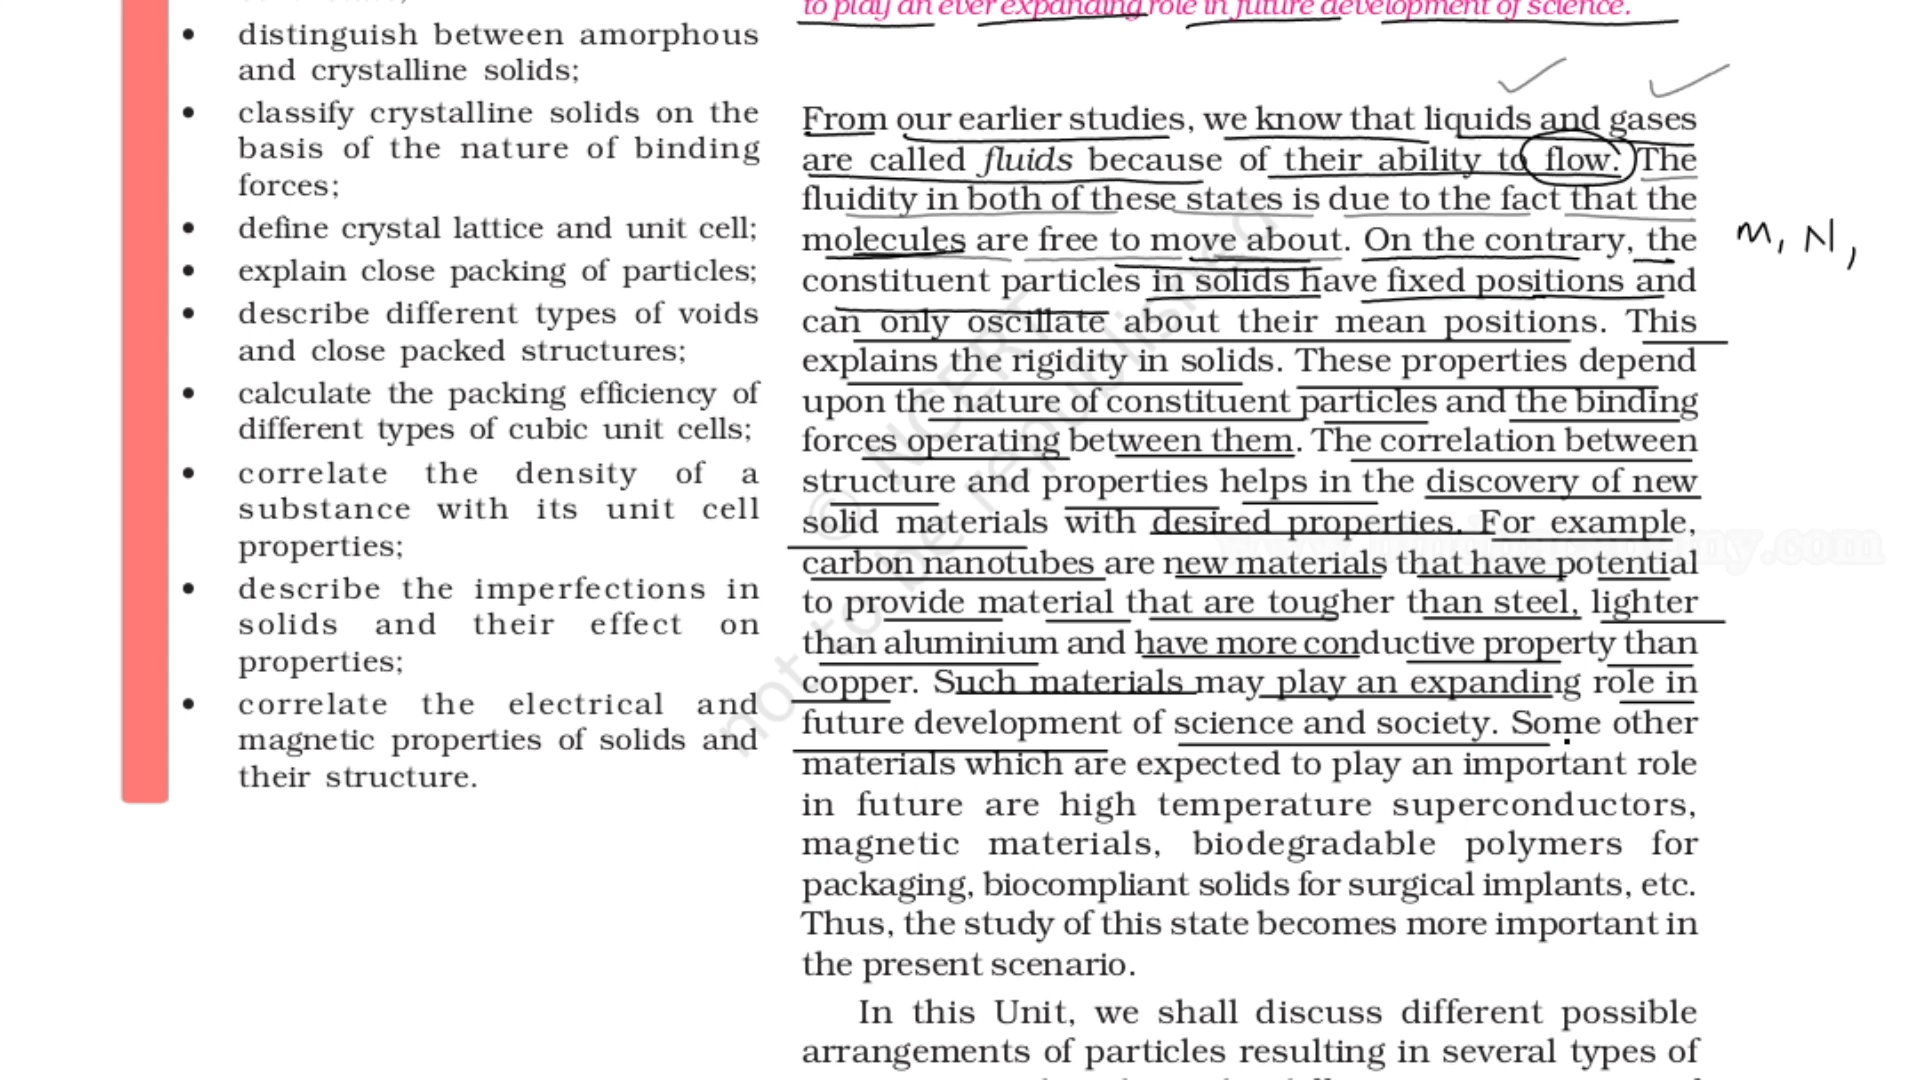 to play an ever expanding role in future development of science.
• distinguish between amorphous
and crystalline solids;
• classify crystalline solids on the
basis of the nature of binding
forces;
• define crystal lattice and unit cell;
• explain close packing of particles;
• describe different types of voids
and close packed structures;
• calculate the packing efficiency of
different types of cubic unit cells;
• correlate the density of a
substance with its unit cell
properties;
• describe the imperfections in
solids and their effect on
properties;
• correlate the electrical and
magnetic properties of solids and
their structure.
From our earlier studies, we know that liquids and gases
are called fluids because of their ability to flow. The
fluidity in both of these states is due to the fact that the
molecules are free to move about. On the contrary, the
constituent particles in solids have fixed positions and
can only oscillate about their mean positions. This
explains the rigidity in solids. These properties depend
upon the nature of constituent particles and the binding
forces operating between them. The correlation between
structure and properties helps in the discovery of new
solid materials with desired properties. For example,
carbon nanotubes are new materials that have potential
to provide material that are tougher than steel, lighter
than aluminium and have more conductive property than
copper. Such materials may play an expanding role in
future development of science and society. Some other
materials which are expected to play an important role
in future are high temperature superconductors,
magnetic materials, biodegradable polymers for
packaging, biocompliant solids for surgical implants, etc.
Thus, the study of this state becomes more important in
the present scenario.
In this Unit, we shall discuss different possible
arrangements of particles resulting in several types of
M, N,
© NCERT
not to be republished